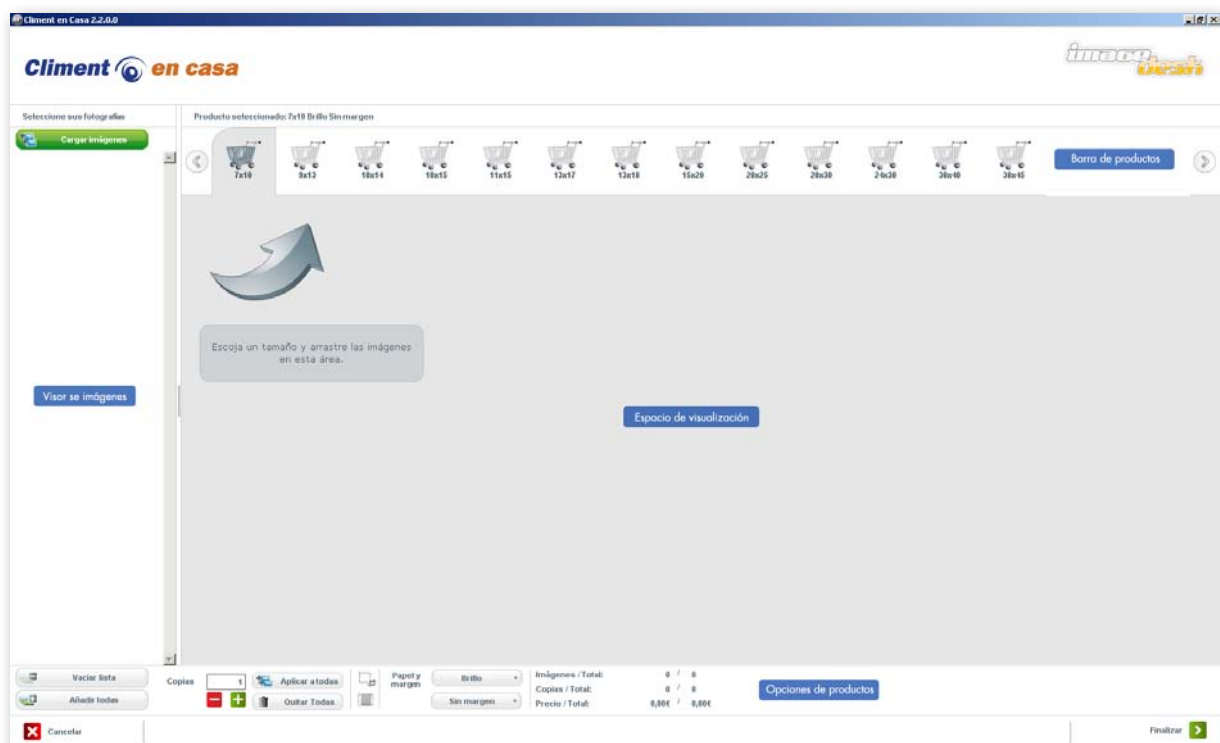 Climent en Casa 2.2.0.0
Climent en casa
image desk
Seleccione sus fotografías
Producto seleccionado: 7x10 Brillo Sin margen
Cargar imágenes
7x10
9x13
10x14
10x15
11x15
13x17
13x18
15x20
20x25
20x30
24x30
30x40
30x45
Barra de productos
Escoja un tamaño y arrastre las imágenes
en esta área.
Visor se imágenes
Espacio de visualización
Vaciar lista
Añadir todas
Copias
1
Aplicar a todas
Quitar Todas
Papel y
margen
Brillo
Sin margen
Imágenes / Total: 0 / 0
Copias / Total: 0 / 0
Precio / Total: 0,00€ / 0,00€
Opciones de productos
Cancelar
Finalizar